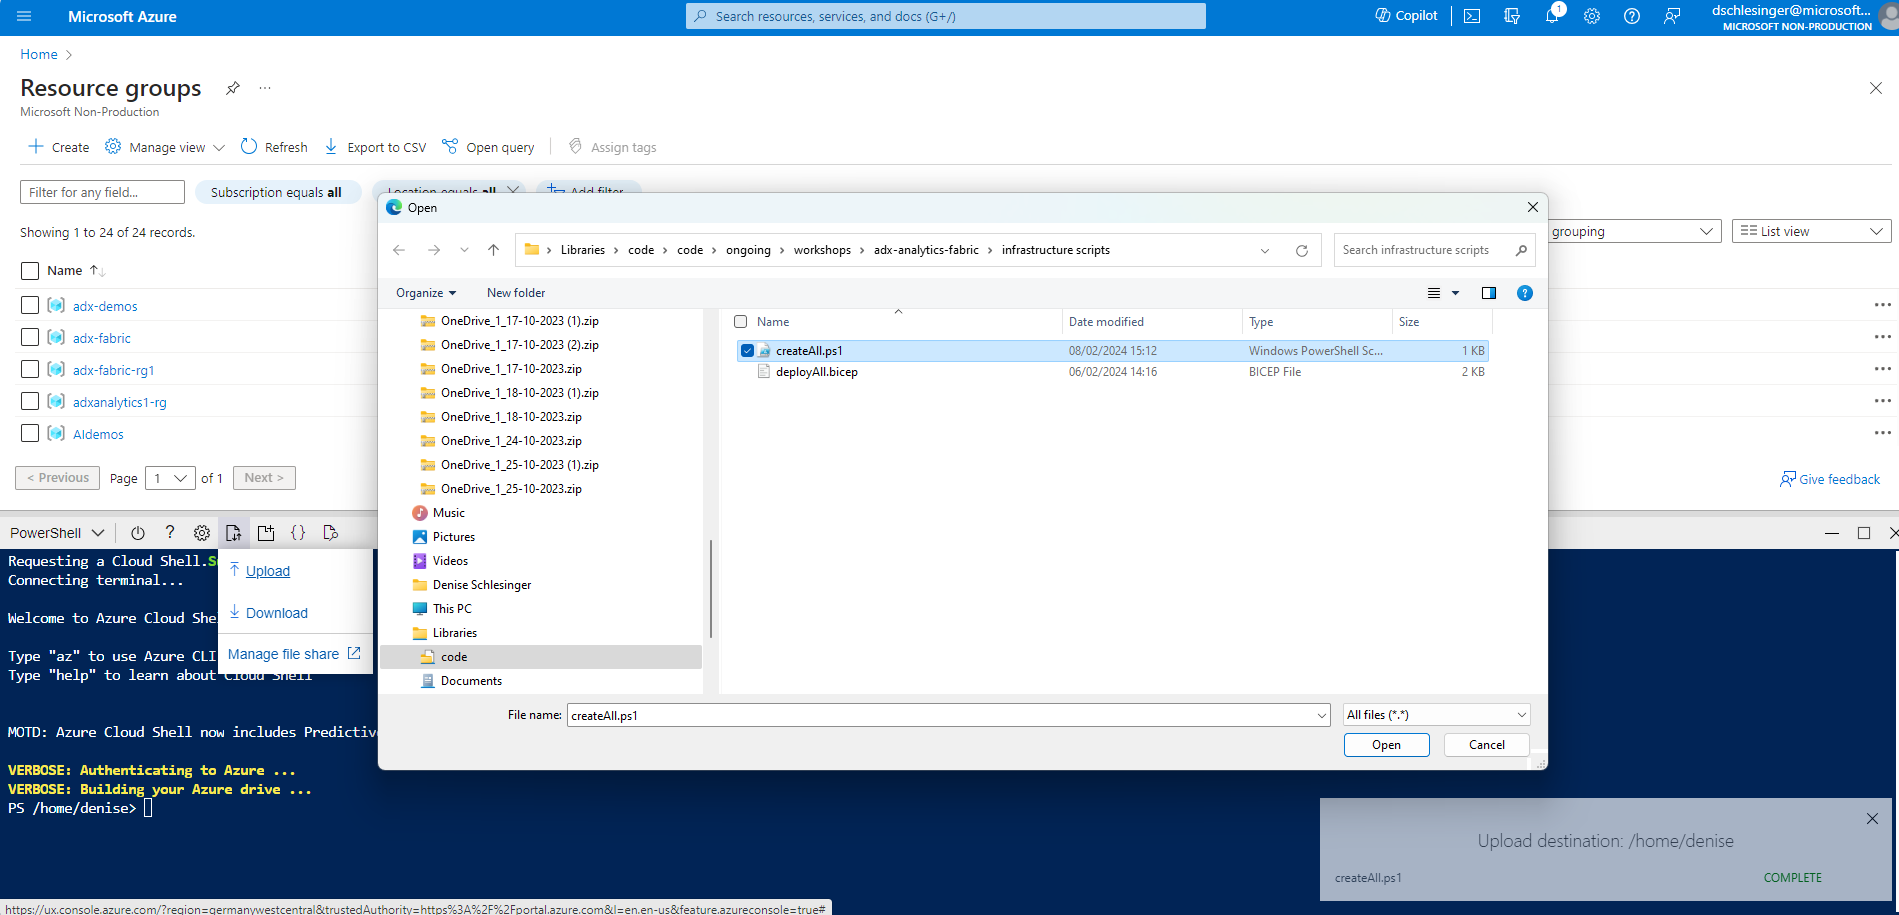 Microsoft Azure
Search resources, services, and docs (G+/)
Copilot
1
dschlesinger@microsoft...
MICROSOFT NON-PRODUCTION
Home
Resource groups
...
Microsoft Non-Production
Create
Manage view
Refresh
Export to CSV
Open query
Assign tags
Filter for any field...
Subscription equals all
Location equals all
Add filter
Showing 1 to 24 of 24 records.
grouping
List view
Name
adx-demos
adx-fabric
adx-fabric-rg1
adxanalytics1-rg
AIdemos
< Previous
Page
1
of 1
Next >
Give feedback
Open
Libraries > code > code > ongoing > workshops > adx-analytics-fabric > infrastructure scripts
Search infrastructure scripts
Organize
New folder
OneDrive_1_17-10-2023 (1).zip
OneDrive_1_17-10-2023 (2).zip
OneDrive_1_17-10-2023.zip
OneDrive_1_18-10-2023 (1).zip
OneDrive_1_18-10-2023.zip
OneDrive_1_24-10-2023.zip
OneDrive_1_25-10-2023 (1).zip
OneDrive_1_25-10-2023.zip
Music
Pictures
Videos
Denise Schlesinger
This PC
Libraries
code
Documents
Name Date modified Type Size
createAll.ps1 08/02/2024 15:12 Windows PowerShell Sc... 1 KB
deployAll.bicep 06/02/2024 14:16 BICEP File 2 KB
File name: createAll.ps1
All files (*.*)
Open
Cancel
PowerShell
?
{}
Upload
Download
Manage file share
Requesting a Cloud Shell.
Connecting terminal...
Welcome to Azure Cloud She
Type "az" to use Azure CLI
Type "help" to learn about Cloud Shell
MOTD: Azure Cloud Shell now includes Predictiv
VERBOSE: Authenticating to Azure ...
VERBOSE: Building your Azure drive ...
PS /home/denise>
Upload destination: /home/denise
createAll.ps1
COMPLETE
https://ux.console.azure.com/?region=germanywestcentral&trustedAuthority=https%3A%2F%2Fportal.azure.com&l=en.en-us&feature.azureconsole=true#